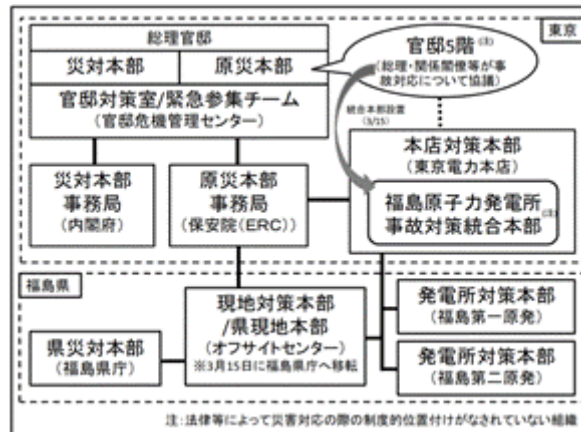 東京
総理官邸
災対本部
原災本部
官邸5階(注)
(総理・関係閣僚等が事
故対応について協議)
官邸対策室/緊急参集チーム
(官邸危機管理センター)
統合本部設置
(3/15)
災対本部
事務局
(内閣府)
原災本部
事務局
(保安院(ERC))
本店対策本部
(東京電力本店)
福島原子力発電所
事故対策統合本部(注)
福島県
現地対策本部
/県現地本部
(オフサイトセンター)
※3月15日に福島県庁へ移転
県災対本部
(福島県庁)
発電所対策本部
(福島第一原発)
発電所対策本部
(福島第二原発)
注:法律等によって災害対応の際の制度的位置付けがなされていない組織